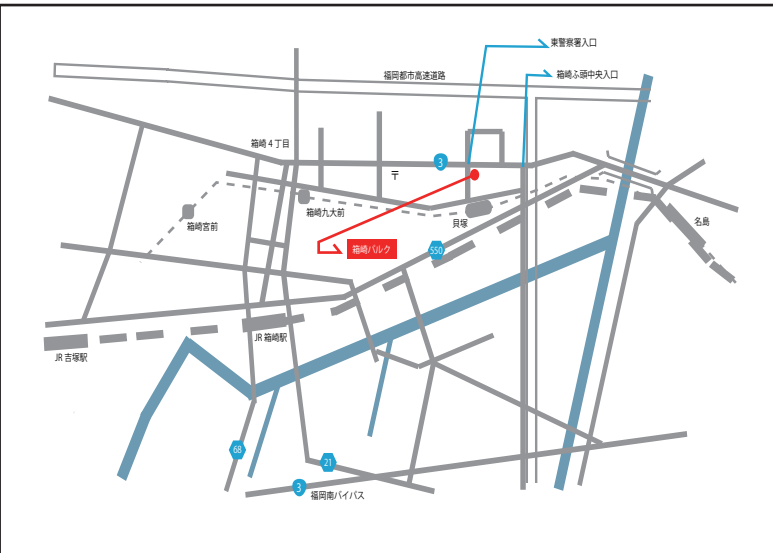 東警察署入口
箱崎ふ頭中央入口
福岡都市高速道路
箱崎4丁目
3
〒
箱崎九大前
箱崎宮前
貝塚
名島
箱崎バルク
550
JR 箱崎駅
JR 吉塚駅
68
21
3
福岡南バイパス